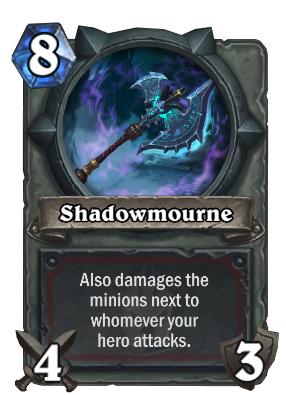 8
Shadowmourne
Also damages the
minions next to
whomever your
hero attacks.
4
3